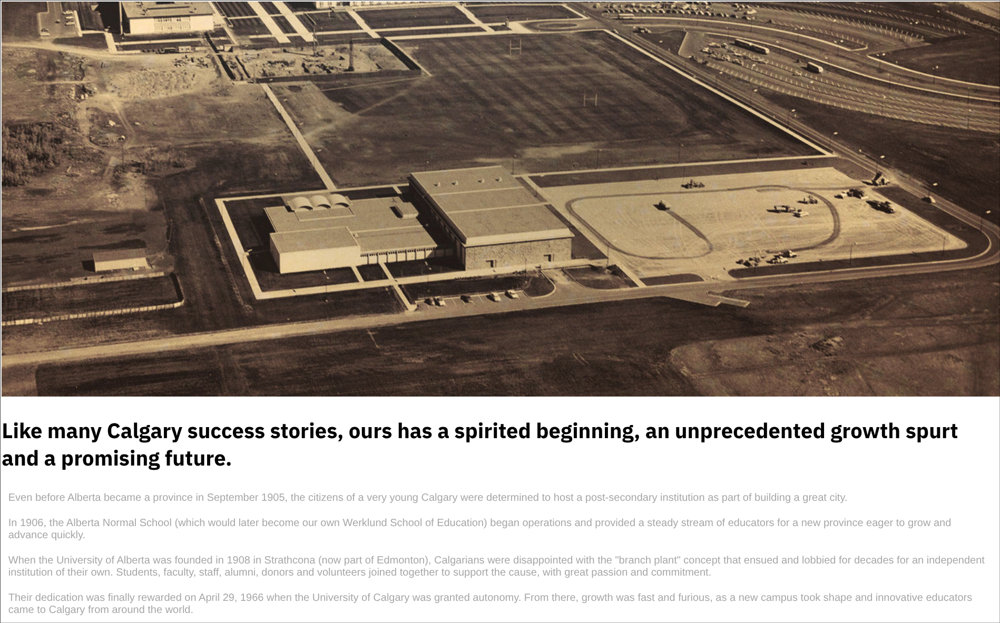 Like many Calgary success stories, ours has a spirited beginning, an unprecedented growth spurt
and a promising future.
Even before Alberta became a province in September 1905, the citizens of a very young Calgary were determined to host a post-secondary institution as part of building a great city.
In 1906, the Alberta Normal School (which would later become our own Werklund School of Education) began operations and provided a steady stream of educators for a new province eager to grow and
advance quickly.
When the University of Alberta was founded in 1908 in Strathcona (now part of Edmonton), Calgarians were disappointed with the "branch plant" concept that ensued and lobbied for decades for an independent
institution of their own. Students, faculty, staff, alumni, donors and volunteers joined together to support the cause, with great passion and commitment.
Their dedication was finally rewarded on April 29, 1966 when the University of Calgary was granted autonomy. From there, growth was fast and furious, as a new campus took shape and innovative educators
came to Calgary from around the world.